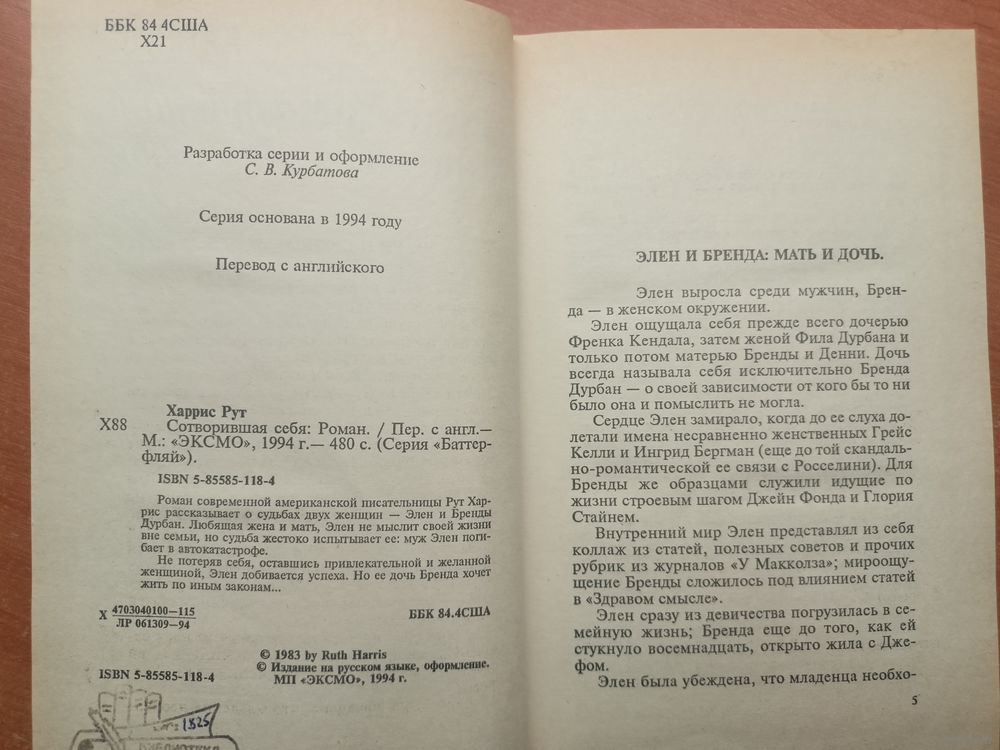 ББК 84 4США
Х21
Разработка серии и оформление
С. В. Курбатова
Серия основана в 1994 году
Перевод с английского
Харрис Рут
Х88 Сотворившая себя: Роман. / Пер. с англ.—
М.: «ЭКСМО», 1994 г.— 480 с. (Серия «Баттер-
фляй»).
ISBN 5-85585-118-4
Роман современной американской писательницы Рут Хар-
рис рассказывает о судьбах двух женщин — Элен и Бренды
Дурбан. Любящая жена и мать, Элен не мыслит своей жизни
вне семьи, но судьба жестоко испытывает ее: муж Элен поги-
бает в автокатастрофе.
Не потеряв себя, оставшись привлекательной и желанной
женщиной, Элен добивается успеха. Но ее дочь Бренда хочет
жить по иным законам...
Х 4703040100—115
ЛР 061309—94
ББК 84.4США
© 1983 by Ruth Harris
© Издание на русском языке, оформление.
МП «ЭКСМО», 1994 г.
ISBN 5-85585-118-4
1825
БИБЛИОТЕКА
ЭЛЕН И БРЕНДА: МАТЬ И ДОЧЬ.
Элен выросла среди мужчин, Брен-
да — в женском окружении.
Элен ощущала себя прежде всего дочерью
Френка Кендала, затем женой Фила Дурбана и
только потом матерью Бренды и Денни. Дочь
всегда называла себя исключительно Бренда
Дурбан — о своей зависимости от кого бы то ни
было она и помыслить не могла.
Сердце Элен замирало, когда до ее слуха до-
летали имена несравненно женственных Грейс
Келли и Ингрид Бергман (еще до той скандаль-
но-романтической ее связи с Росселини). Для
Бренды же образцами служили идущие по
жизни строевым шагом Джейн Фонда и Глория
Стайнем.
Внутренний мир Элен представлял из себя
коллаж из статей, полезных советов и прочих
рубрик из журналов «У Макколза»; мироощу-
щение Бренды сложилось под влиянием статей
в «Здравом смысле».
Элен сразу из девичества погрузилась в се-
мейную жизнь; Бренда еще до того, как ей
стукнуло восемнадцать, открыто жила с Дже-
фом.
Элен была убеждена, что младенца необхо-
5